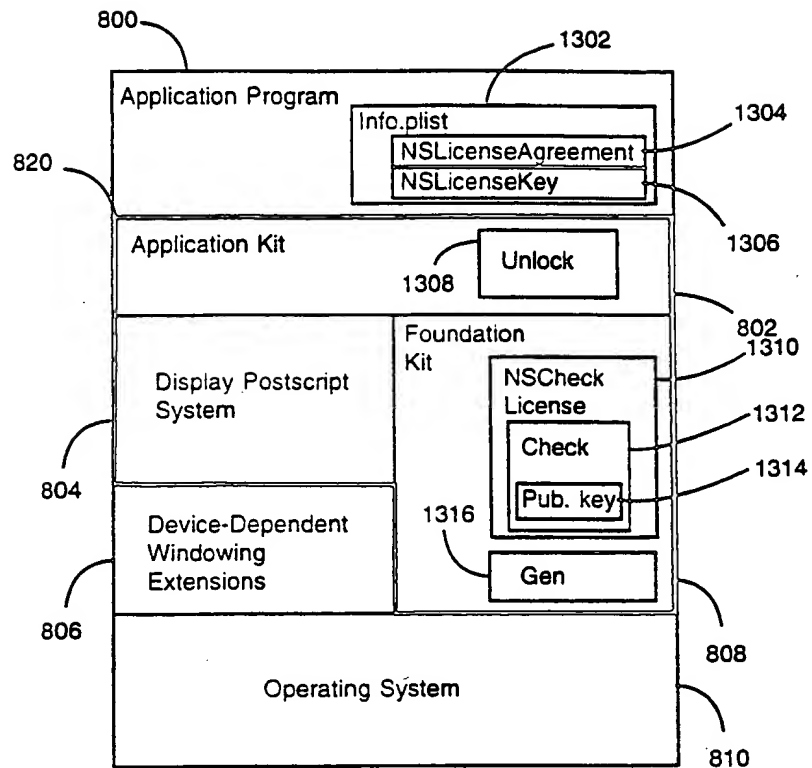 800
1302
Application Program
Info.plist
1304
NSLicenseAgreement
820
NSLicenseKey
1306
Application Kit
Unlock
1308
802
Foundation
Kit
1310
Display Postscript
System
NSCheck
License
1312
Check
1314
804
Pub. key
1316
Device-Dependent
Windowing
Extensions
Gen
806
808
Operating System
810